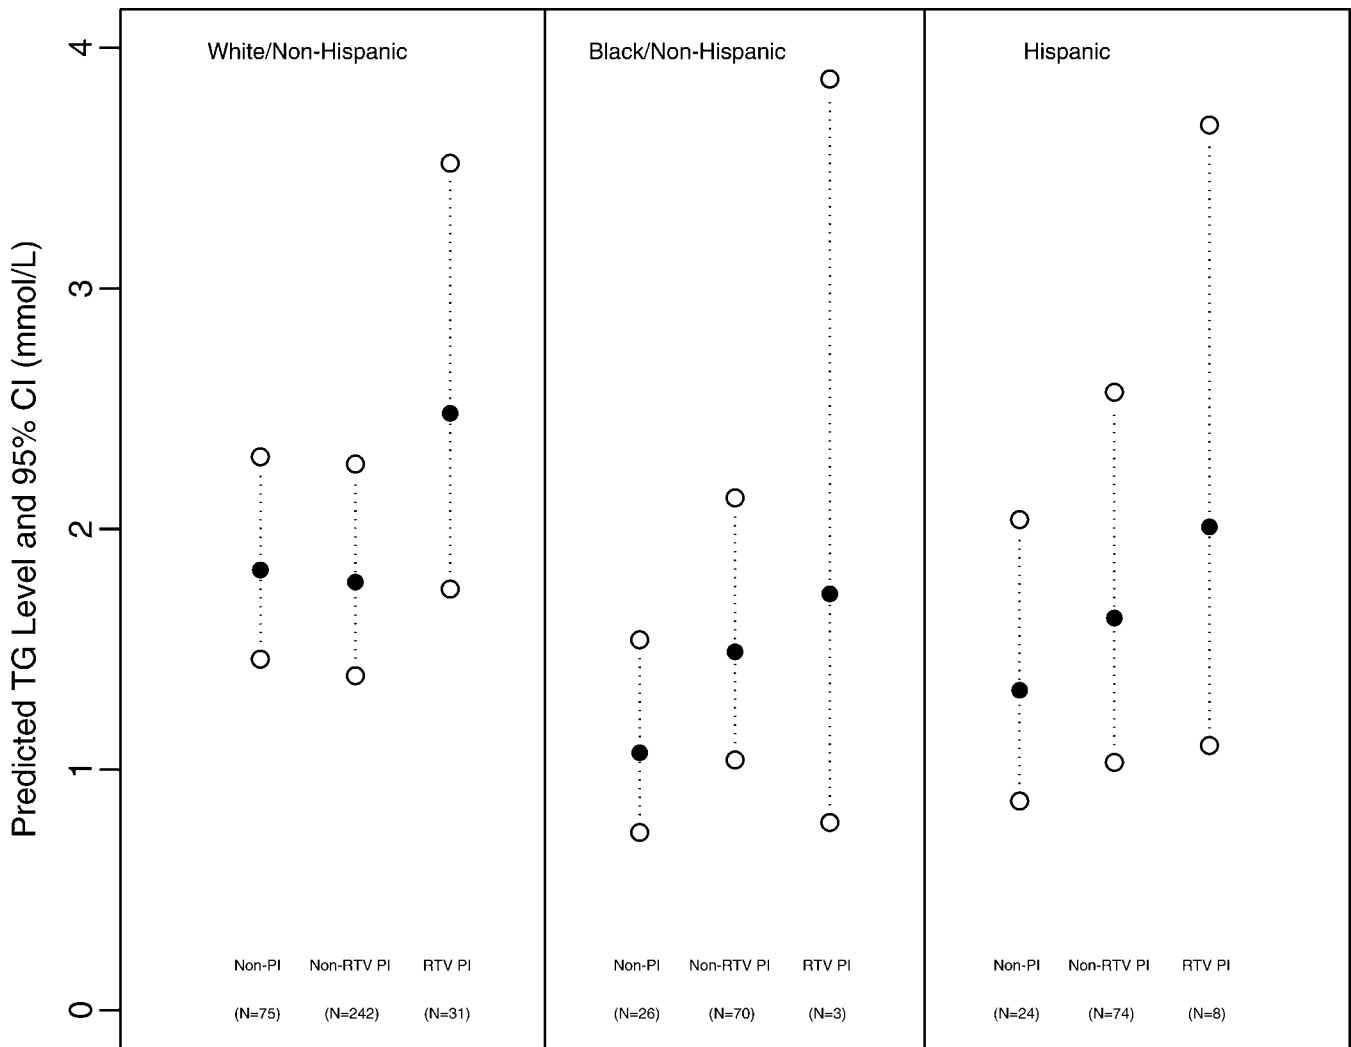 Predicted TG Level and 95% CI (mmol/L)
4
3
2
1
0
White/Non-Hispanic
Non-PI Non-RTV PI RTV PI
(N=75) (N=242) (N=31)
Black/Non-Hispanic
Non-PI Non-RTV PI RTV PI
(N=26) (N=70) (N=3)
Hispanic
Non-PI Non-RTV PI RTV PI
(N=24) (N=74) (N=8)